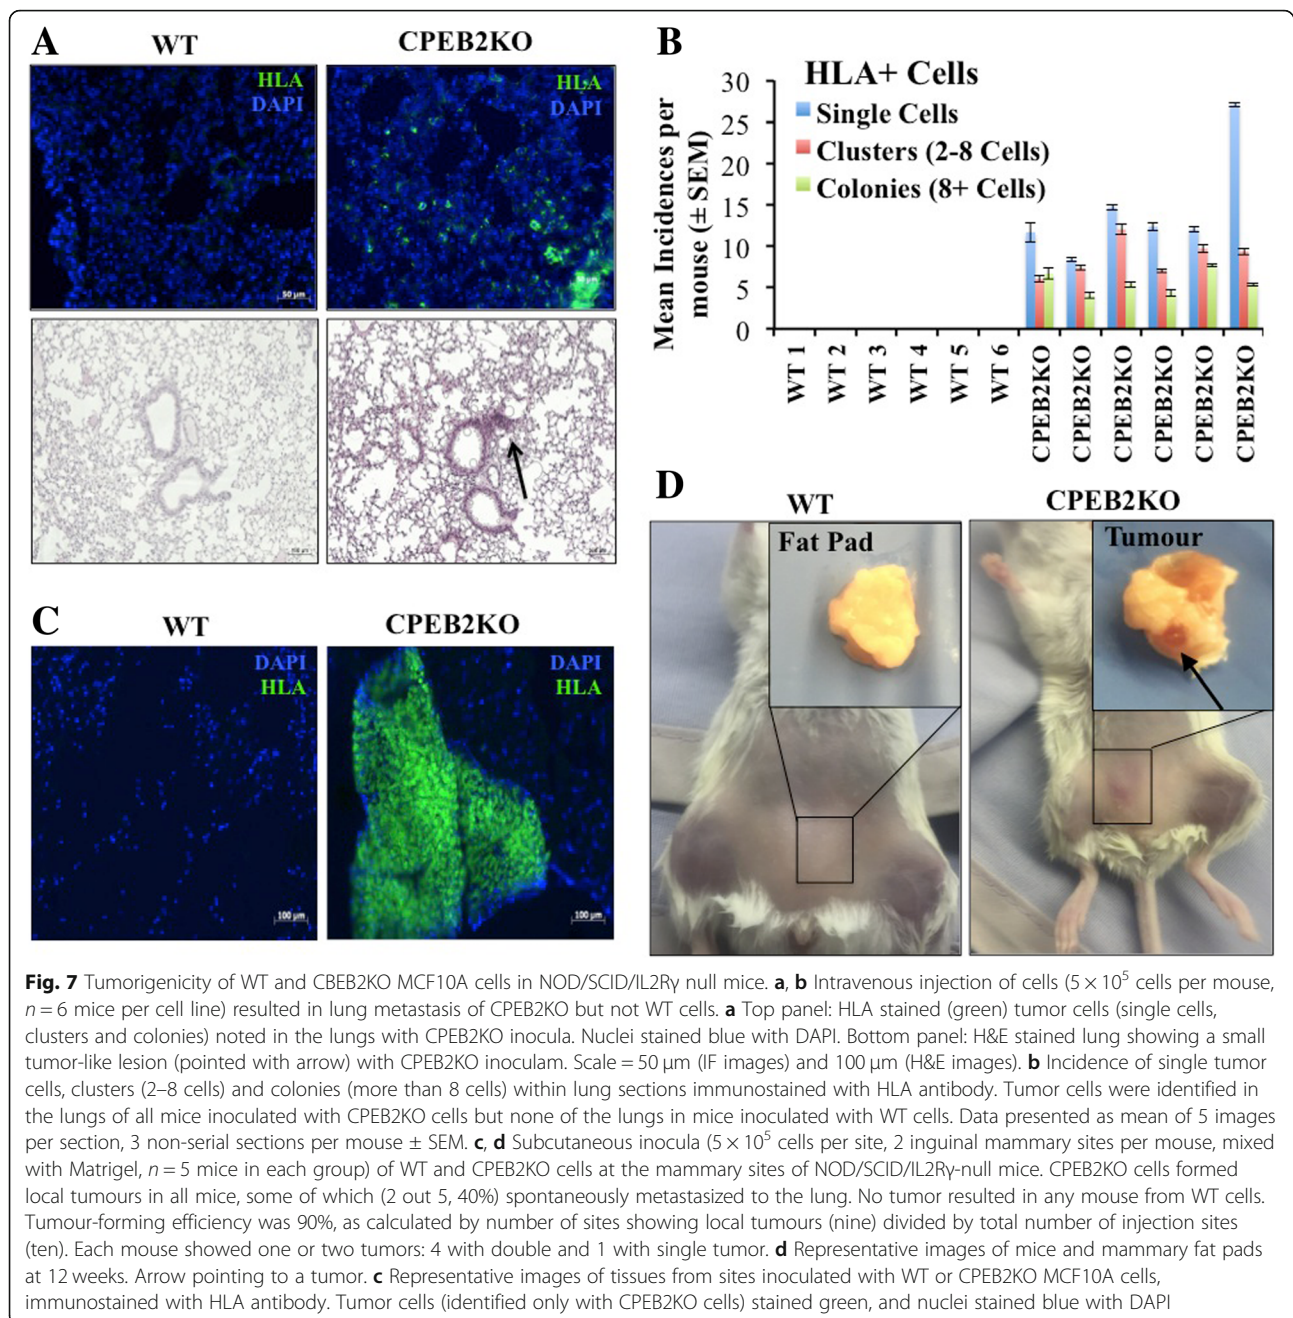 A
WT
CPEB2KO
HLA
DAPI
50 µm
HLA
DAPI
B
HLA+ Cells
Single Cells
Clusters (2-8 Cells)
Colonies (8+ Cells)
Mean Incidences per
mouse (± SEM)
30
25
20
15
10
5
0
WT 1
WT 2
WT 3
WT 4
WT 5
WT 6
CPEB2KO
CPEB2KO
CPEB2KO
CPEB2KO
CPEB2KO
CPEB2KO
C
WT
CPEB2KO
DAPI
HLA
100 µm
DAPI
HLA
100 µm
D
WT
CPEB2KO
Fat Pad
Tumour
Fig. 7 Tumorigenicity of WT and CBEB2KO MCF10A cells in NOD/SCID/IL2Rγ null mice. a, b Intravenous injection of cells (5 × 10⁵ cells per mouse,
n = 6 mice per cell line) resulted in lung metastasis of CPEB2KO but not WT cells. a Top panel: HLA stained (green) tumor cells (single cells,
clusters and colonies) noted in the lungs with CPEB2KO inocula. Nuclei stained blue with DAPI. Bottom panel: H&E stained lung showing a small
tumor-like lesion (pointed with arrow) with CPEB2KO inoculam. Scale = 50 µm (IF images) and 100 µm (H&E images). b Incidence of single tumor
cells, clusters (2–8 cells) and colonies (more than 8 cells) within lung sections immunostained with HLA antibody. Tumor cells were identified in
the lungs of all mice inoculated with CPEB2KO cells but none of the lungs in mice inoculated with WT cells. Data presented as mean of 5 images
per section, 3 non-serial sections per mouse ± SEM. c, d Subcutaneous inocula (5 × 10⁵ cells per site, 2 inguinal mammary sites per mouse, mixed
with Matrigel, n = 5 mice in each group) of WT and CPEB2KO cells at the mammary sites of NOD/SCID/IL2Rγ-null mice. CPEB2KO cells formed
local tumours in all mice, some of which (2 out 5, 40%) spontaneously metastasized to the lung. No tumor resulted in any mouse from WT cells.
Tumour-forming efficiency was 90%, as calculated by number of sites showing local tumours (nine) divided by total number of injection sites
(ten). Each mouse showed one or two tumors: 4 with double and 1 with single tumor. d Representative images of mice and mammary fat pads
at 12 weeks. Arrow pointing to a tumor. c Representative images of tissues from sites inoculated with WT or CPEB2KO MCF10A cells,
immunostained with HLA antibody. Tumor cells (identified only with CPEB2KO cells) stained green, and nuclei stained blue with DAPI